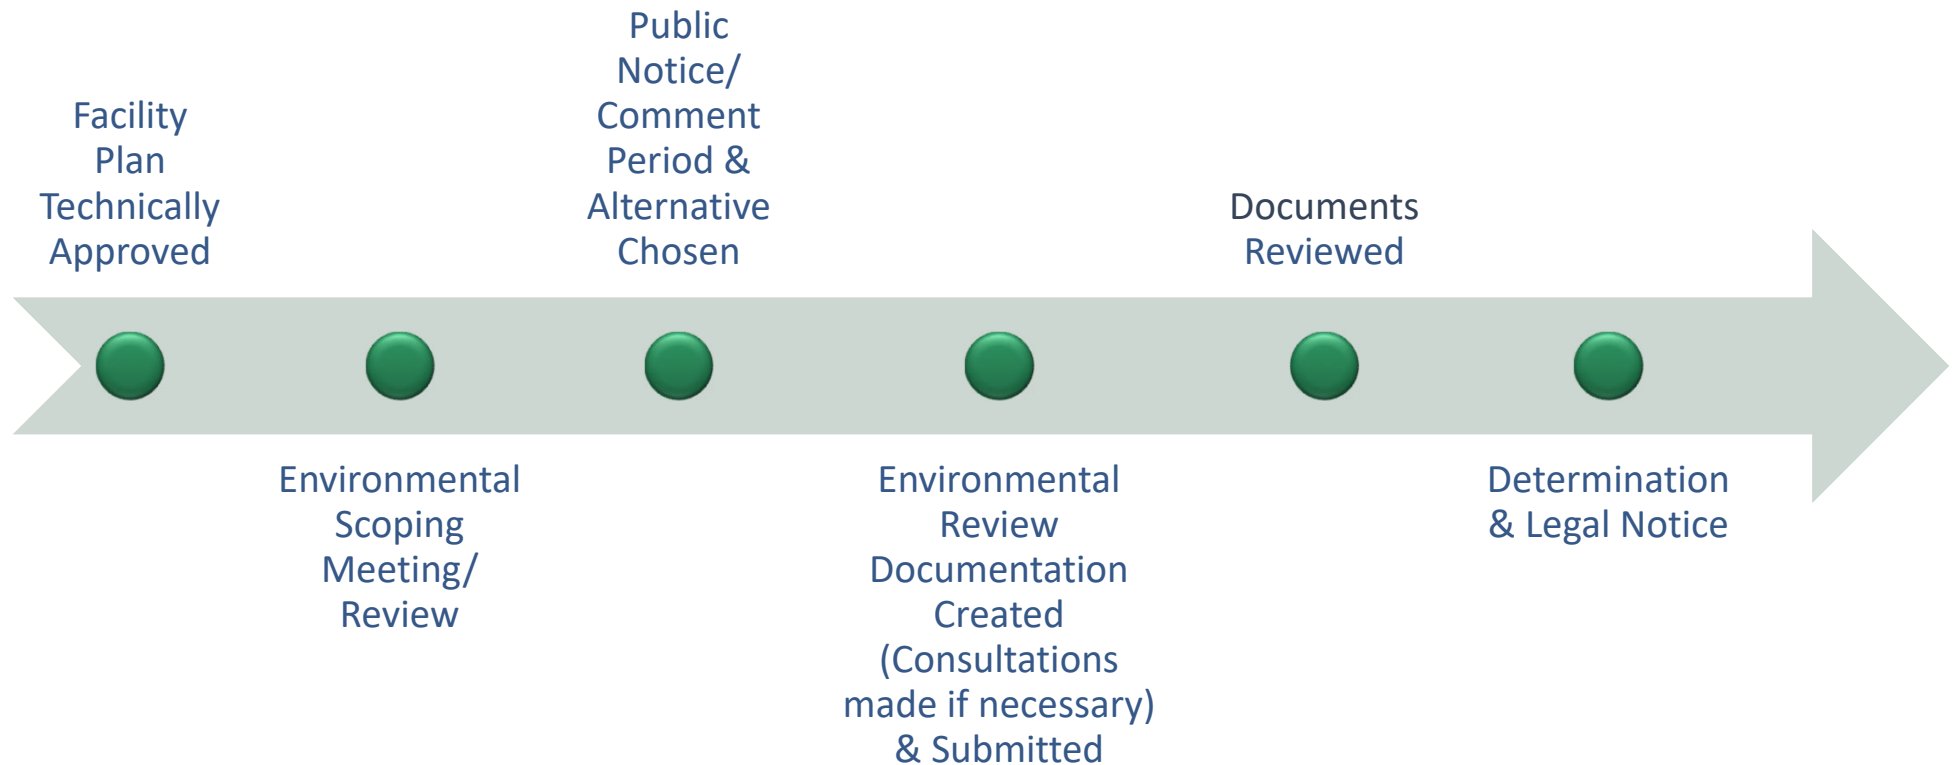 Facility
Plan
Technically
Approved
Environmental
Scoping
Meeting/
Review
Public
Notice/
Comment
Period &
Alternative
Chosen
Environmental
Review
Documentation
Created
(Consultations
made if necessary)
& Submitted
Documents
Reviewed
Determination
& Legal Notice